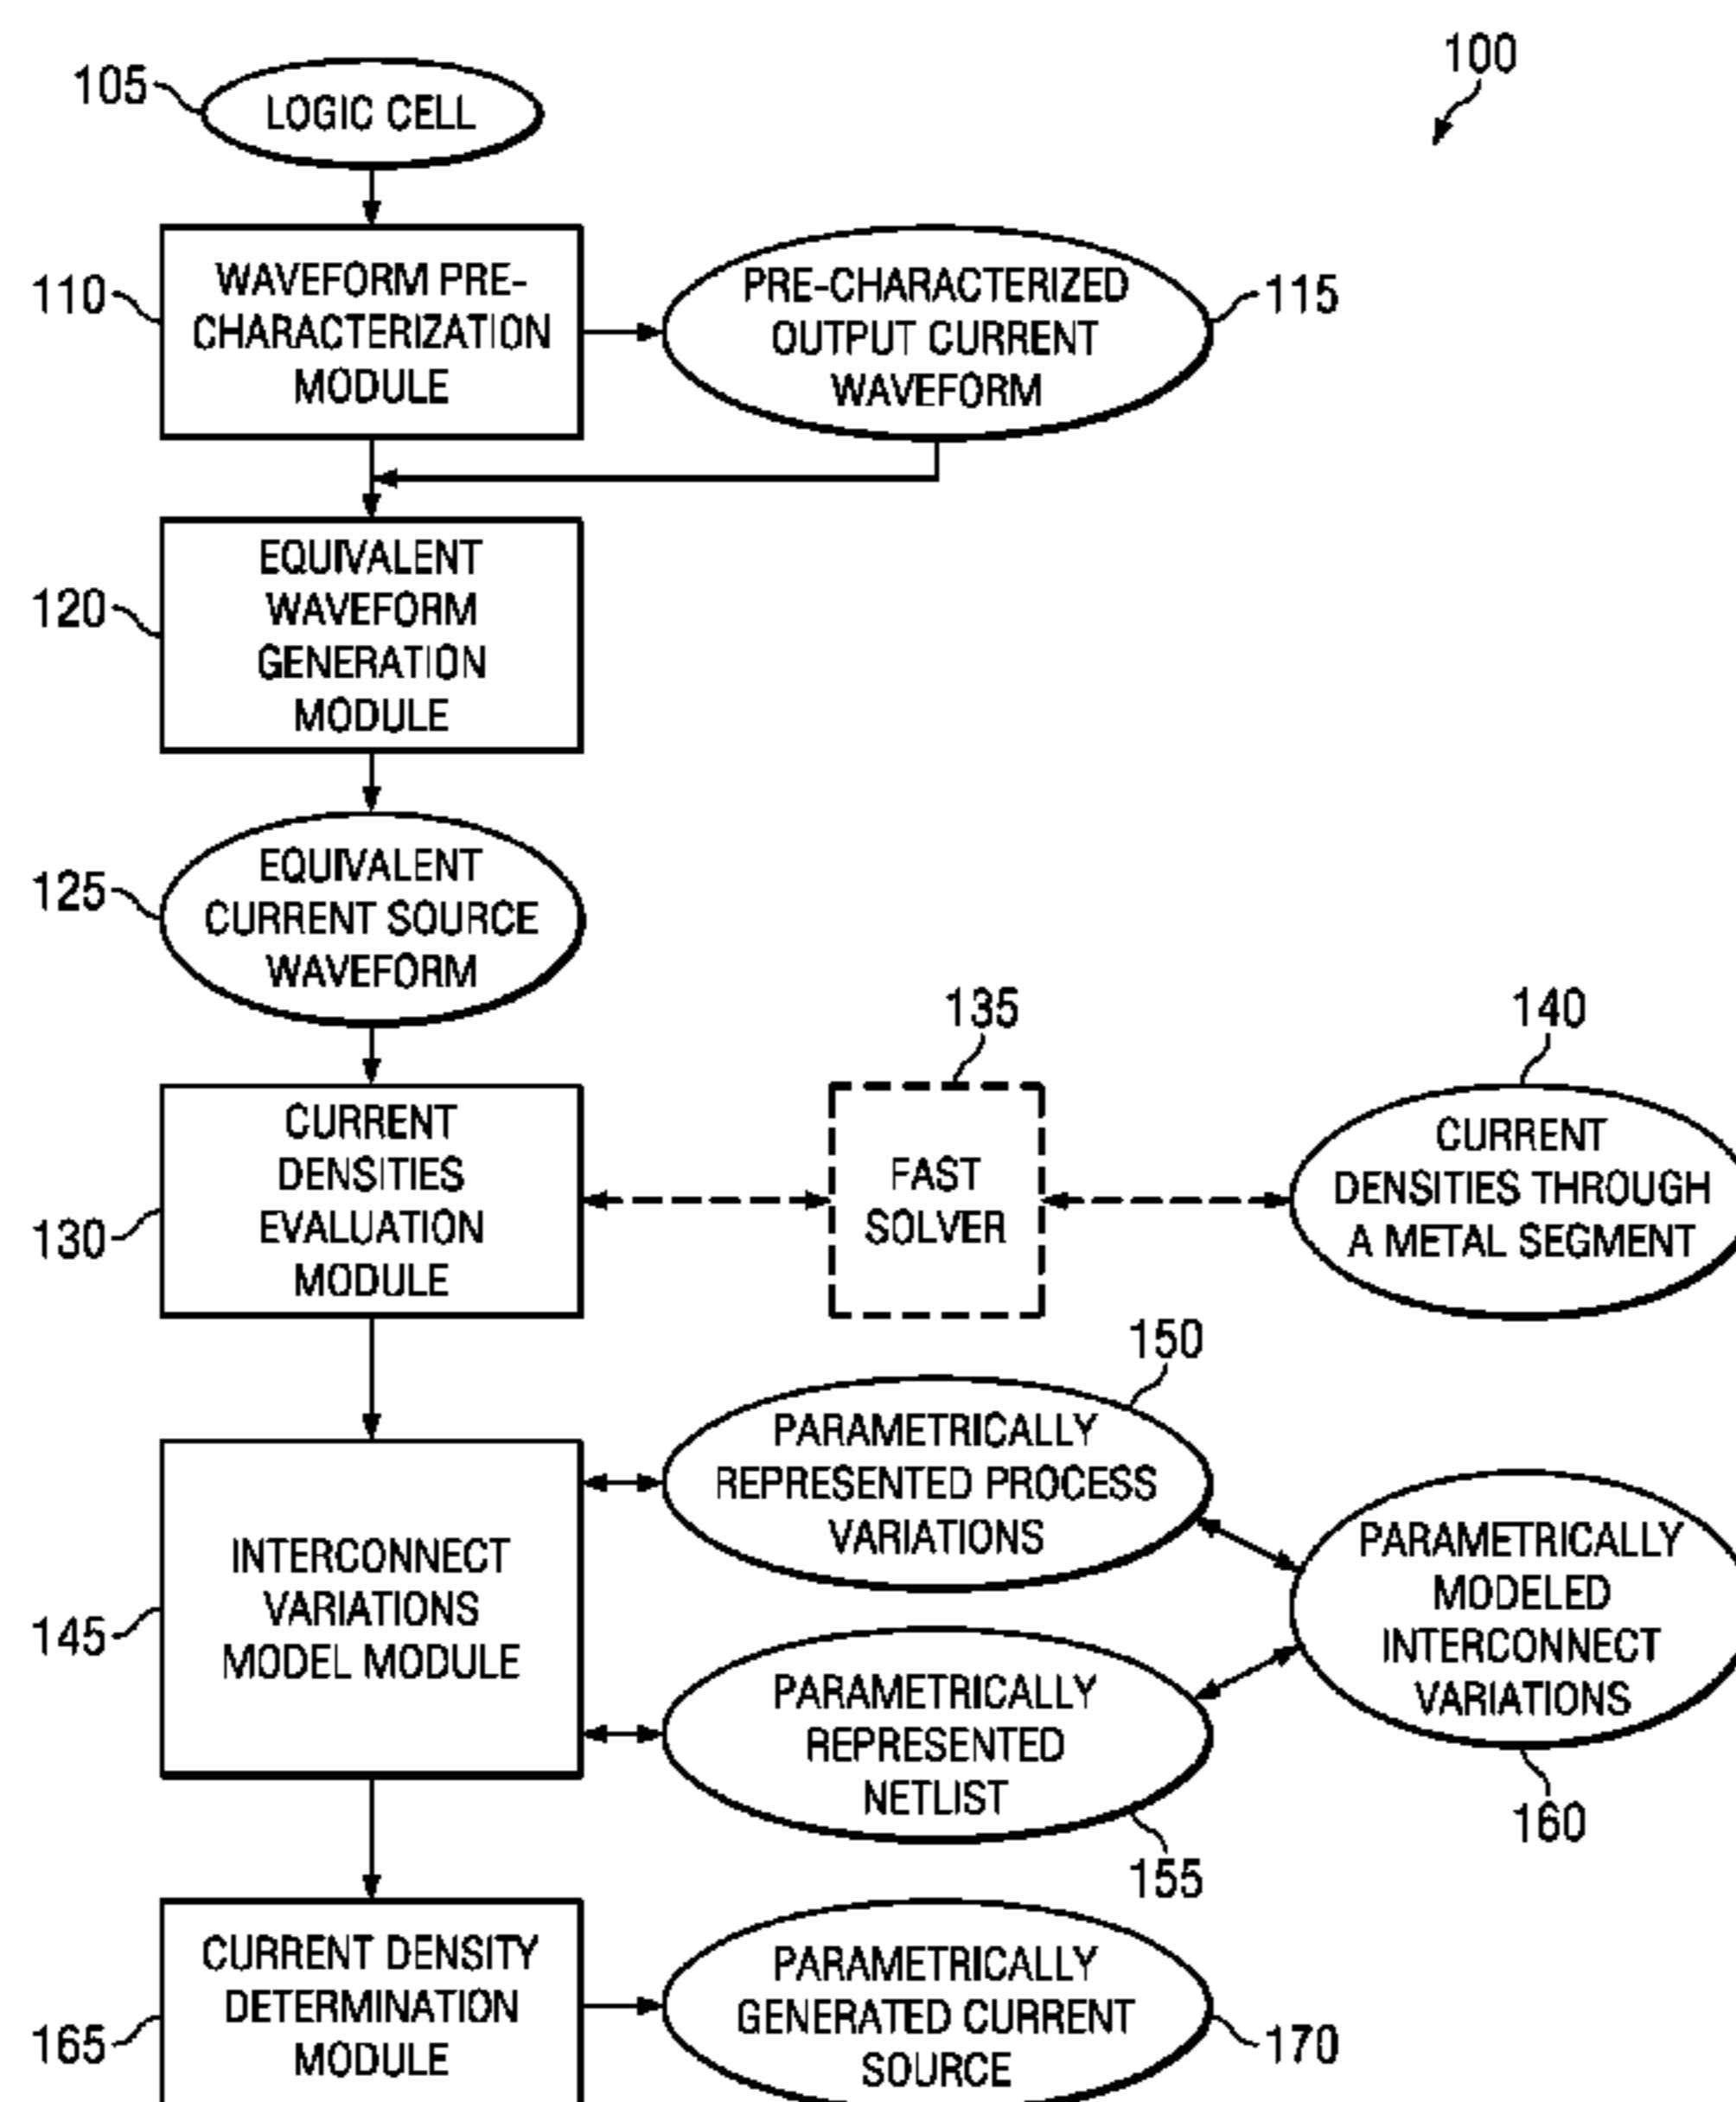 100
105
LOGIC CELL
110
WAVEFORM PRE-
CHARACTERIZATION
MODULE
PRE-CHARACTERIZED
OUTPUT CURRENT
WAVEFORM
115
120
EQUIVALENT
WAVEFORM
GENERATION
MODULE
125
EQUIVALENT
CURRENT SOURCE
WAVEFORM
135
140
130
CURRENT
DENSITIES
EVALUATION
MODULE
FAST
SOLVER
CURRENT
DENSITIES THROUGH
A METAL SEGMENT
150
145
INTERCONNECT
VARIATIONS
MODEL MODULE
PARAMETRICALLY
REPRESENTED PROCESS
VARIATIONS
PARAMETRICALLY
MODELED
INTERCONNECT
VARIATIONS
160
PARAMETRICALLY
REPRESENTED
NETLIST
155
165
CURRENT DENSITY
DETERMINATION
MODULE
PARAMETRICALLY
GENERATED CURRENT
SOURCE
170